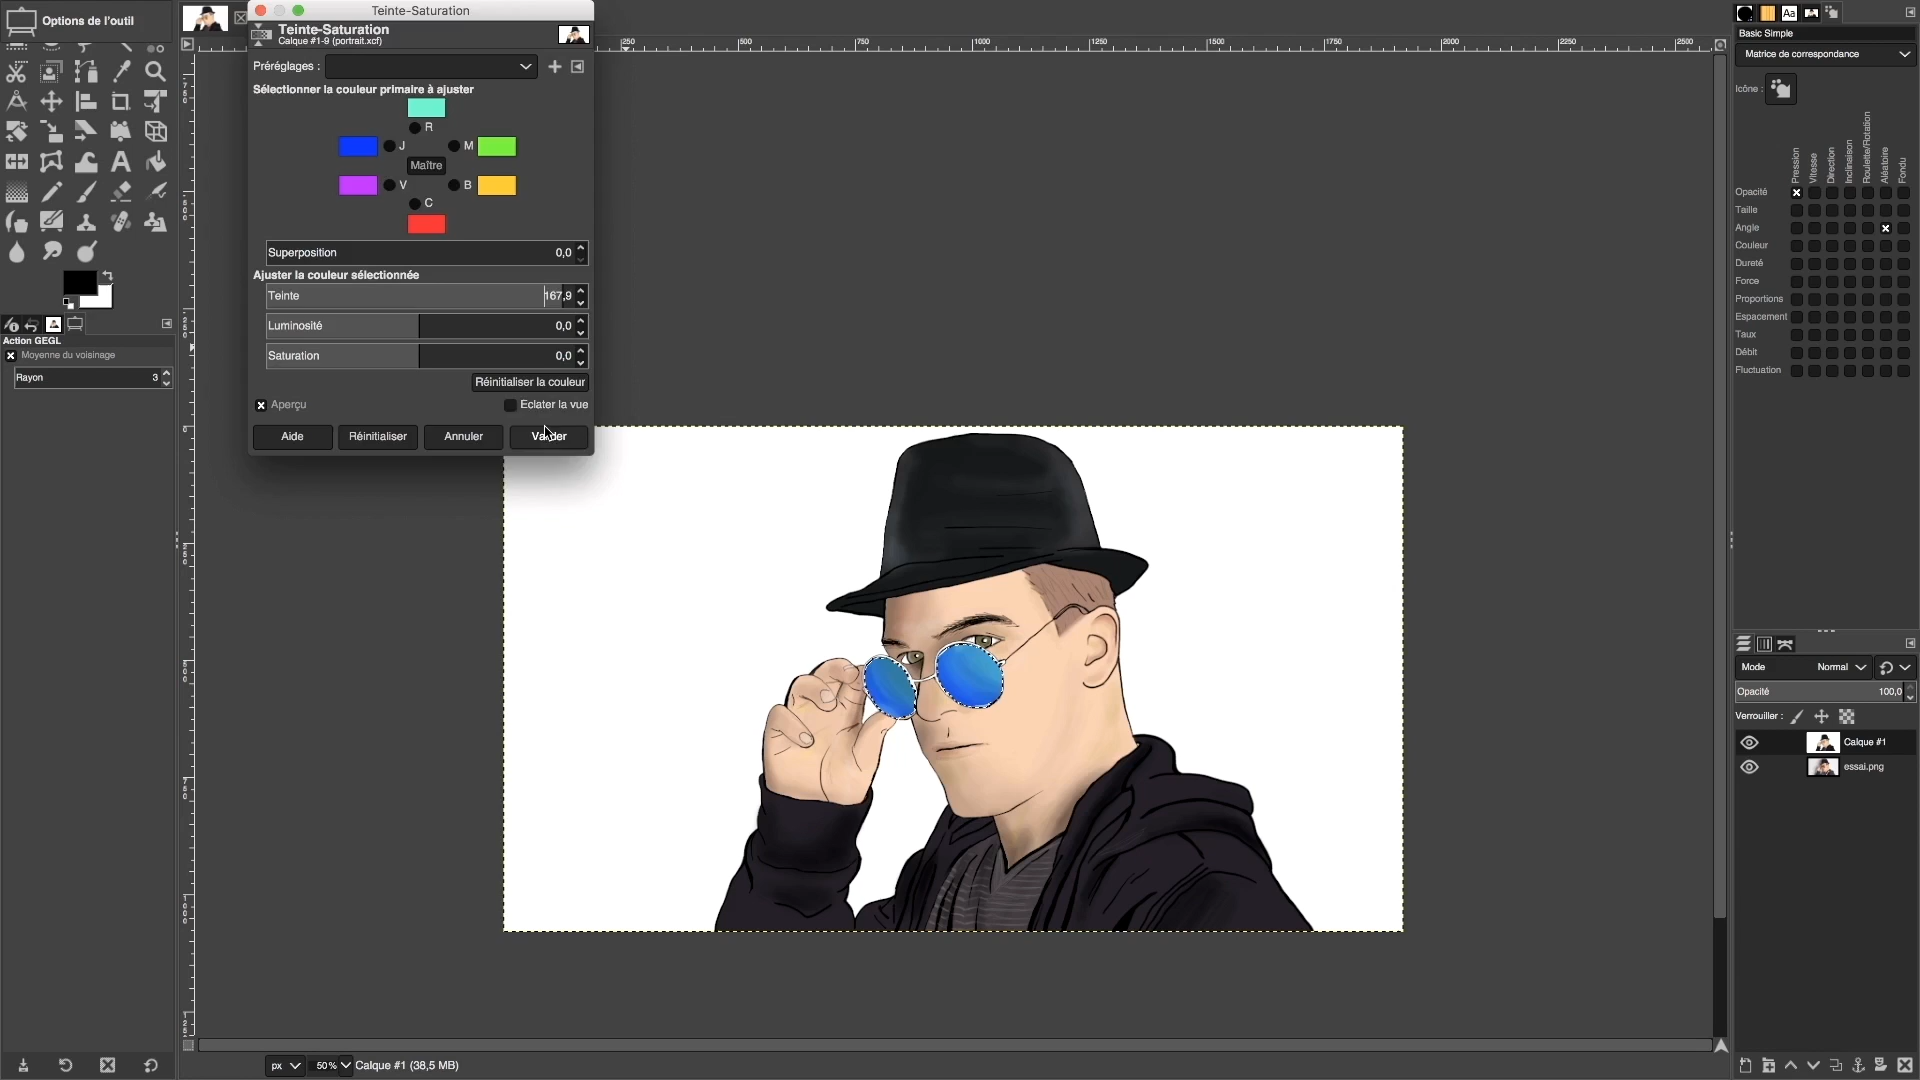 Options de l'outil
Teinte-Saturation
Teinte-Saturation
Calque #1-9 (portrait.xcf)
Préréglages :
Sélectionner la couleur primaire à ajuster
R
J
M
Maître
V
B
C
Superposition 0,0
Ajuster la couleur sélectionnée
Teinte 167,9
Luminosité 0,0
Saturation 0,0
Réinitialiser la couleur
Aperçu
Eclater la vue
Aide
Réinitialiser
Annuler
Valider
Action GEGL
Moyenne du voisinage
Rayon 3
250
500
750
1000
1250
1500
1750
2000
2250
2500
Aa
Basic Simple
Matrice de correspondance
Icône :
Pression
Vitesse
Direction
Inclinaison
Roulette/Rotation
Aléatoire
Fondu
Opacité
Taille
Angle
Couleur
Dureté
Force
Proportions
Espacement
Taux
Débit
Fluctuation
Mode Normal
Opacité 100,0
Verrouiller :
Calque #1
essai.png
px
50%
Calque #1 (38,5 MB)